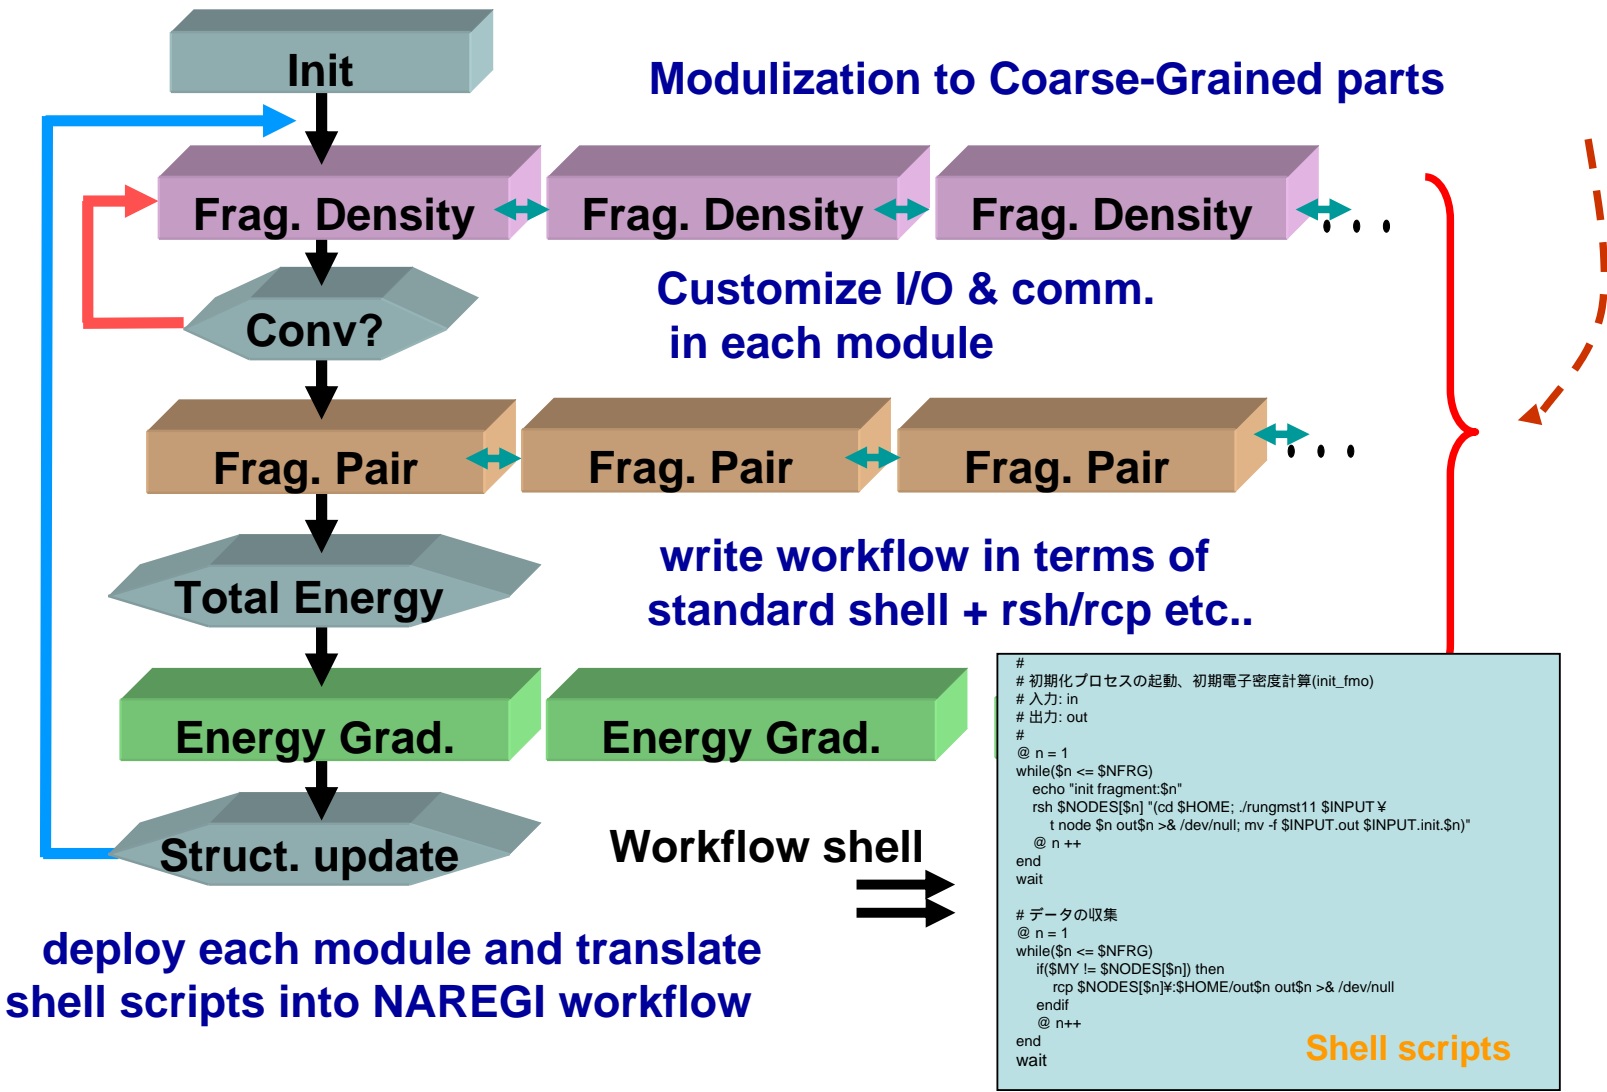 Init
Modulization to Coarse-Grained parts
Frag. Density
Frag. Density
Frag. Density
. . .
Customize I/O & comm.
in each module
Conv?
Frag. Pair
Frag. Pair
Frag. Pair
. . .
write workflow in terms of
standard shell + rsh/rcp etc..
Total Energy
Energy Grad.
Energy Grad.
Struct. update
Workflow shell
deploy each module and translate
shell scripts into NAREGI workflow
#
# 初期化プロセスの起動、初期電子密度計算(init_fmo)
# 入力: in
# 出力: out
#
@ n = 1
while($n <= $NFRG)
echo "init fragment:$n"
rsh $NODES[$n] "(cd $HOME; ./rungmst11 $INPUT ¥
t node $n out$n >& /dev/null; mv -f $INPUT.out $INPUT.init.$n)"
@ n ++
end
wait
# データの収集
@ n = 1
while($n <= $NFRG)
if($MY != $NODES[$n]) then
rcp $NODES[$n]¥:$HOME/out$n out$n >& /dev/null
endif
@ n++
end
wait
Shell scripts